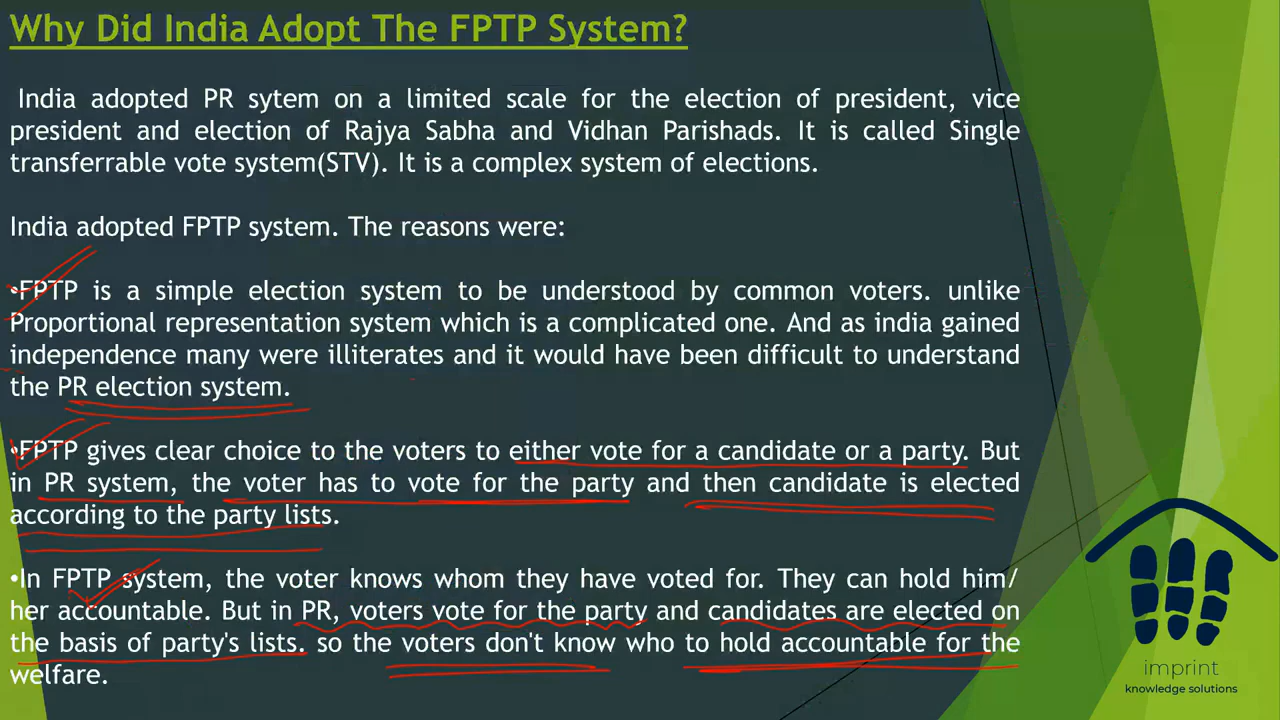 Why Did India Adopt The FPTP System?
India adopted PR sytem on a limited scale for the election of president, vice
president and election of Rajya Sabha and Vidhan Parishads. It is called Single
transferrable vote system(STV). It is a complex system of elections.
India adopted FPTP system. The reasons were:
•FPTP is a simple election system to be understood by common voters. unlike
Proportional representation system which is a complicated one. And as india gained
independence many were illiterates and it would have been difficult to understand
the PR election system.
•FPTP gives clear choice to the voters to either vote for a candidate or a party. But
in PR system, the voter has to vote for the party and then candidate is elected
according to the party lists.
•In FPTP system, the voter knows whom they have voted for. They can hold him/
her accountable. But in PR, voters vote for the party and candidates are elected on
the basis of party's lists. so the voters don't know who to hold accountable for the
welfare.
imprint
knowledge solutions